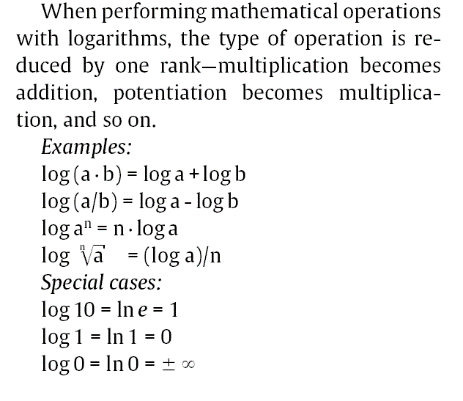 When performing mathematical operations
with logarithms, the type of operation is re-
duced by one rank—multiplication becomes
addition, potentiation becomes multiplica-
tion, and so on.
Examples:
log (a · b) = log a + log b
log (a/b) = log a - log b
log aⁿ = n · log a
log ⁿ√a = (log a)/n
Special cases:
log 10 = ln e = 1
log 1 = ln 1 = 0
log 0 = ln 0 = ± ∞